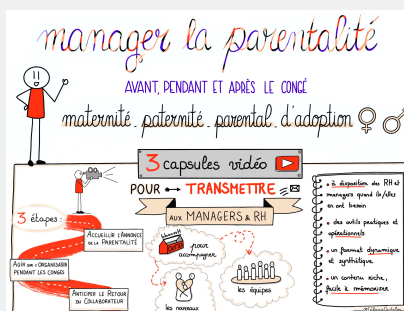 manager la parentalité
AVANT, PENDANT ET APRÈS LE CONGÉ
maternité. paternité. parental. d'adoption
3 capsules vidéo
POUR TRANSMETTRE
AUX MANAGERS & RH
3 étapes:
ACCUEILLIR L'ANNONCE
DE LA PARENTALITÉ
AGIR SUR L'ORGANISATION
PENDANT LES CONGÉS
ANTICIPER LE RETOUR
DU COLLABORATEUR
pour
accompagner
les équipes
les nouveaux
à disposition des RH et
managers quand ils/elles
en ont besoin
des outils pratiques et
opérationnels
un format dynamique
et synthétique
un contenu riche,
facile à mémoriser